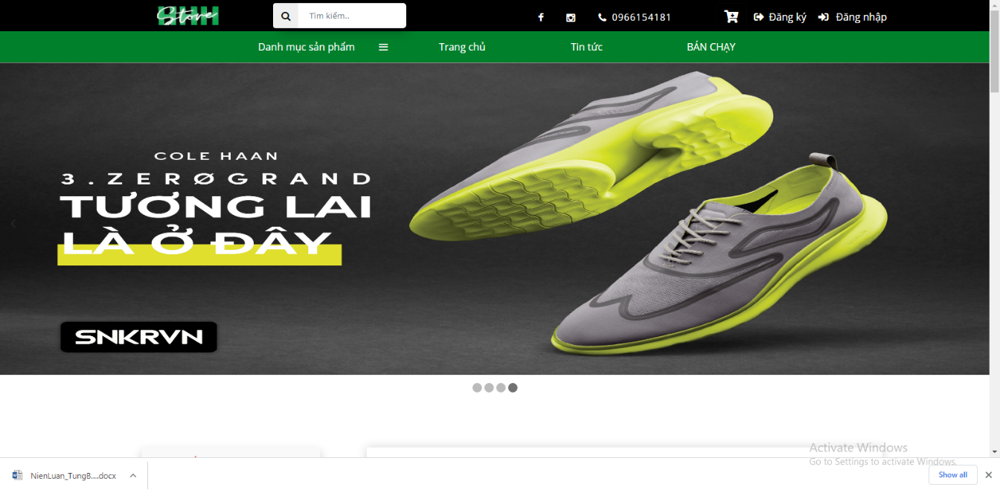 HHH
Store
Tìm kiếm..
0966154181
Đăng ký
Đăng nhập
Danh mục sản phẩm
Trang chủ
Tin tức
BÁN CHẠY
COLE HAAN
3.ZERØGRAND
TƯƠNG LAI
LÀ Ở ĐÂY
SNKRVN
Activate Windows
Go to Settings to activate Windows.
NienLuan_TungB....docx
Show all